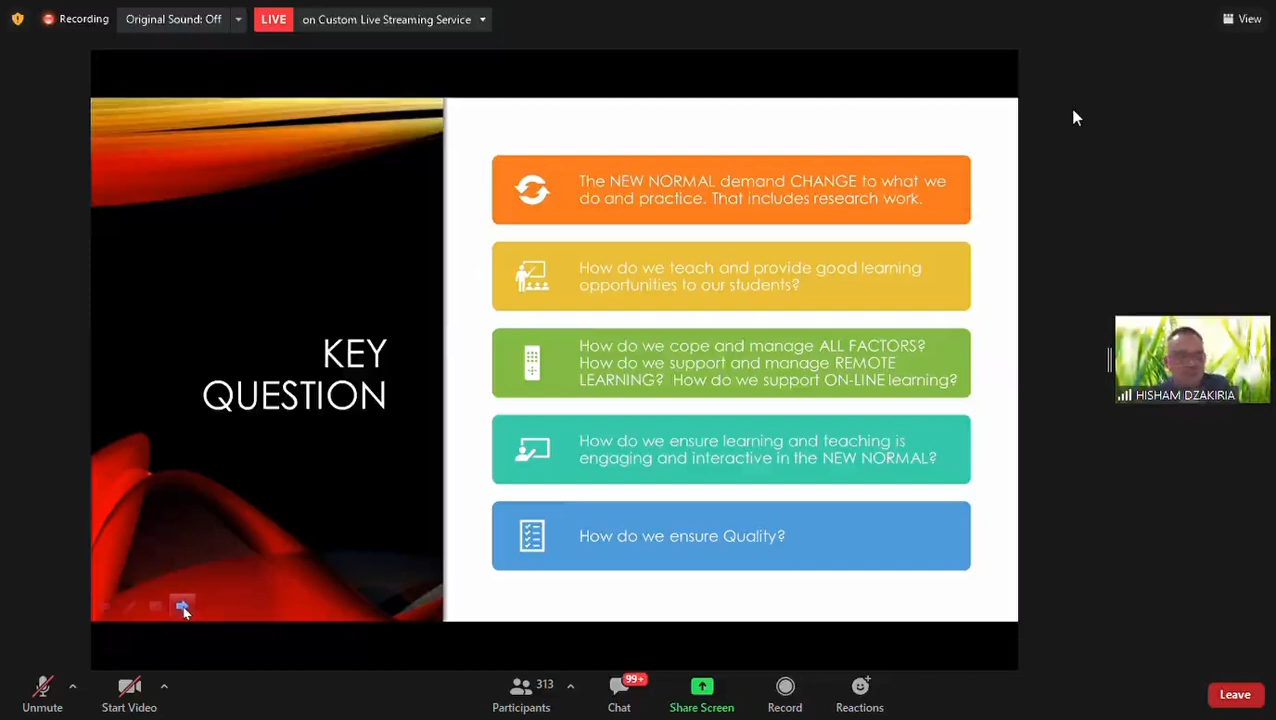 Recording
Original Sound: Off
LIVE
on Custom Live Streaming Service
View
KEY
QUESTION
The NEW NORMAL demand CHANGE to what we
do and practice. That includes research work.
How do we teach and provide good learning
opportunities to our students?
How do we cope and manage ALL FACTORS?
How do we support and manage REMOTE
LEARNING? How do we support ON-LINE learning?
How do we ensure learning and teaching is
engaging and interactive in the NEW NORMAL?
How do we ensure Quality?
HISHAM DZAKIRIA
Unmute
Start Video
313
Participants
99+
Chat
Share Screen
Record
Reactions
Leave